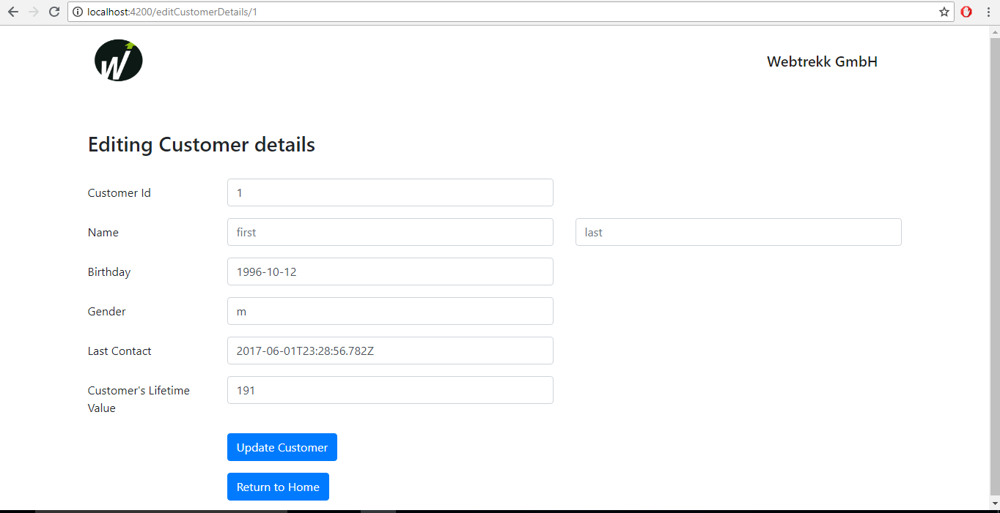 localhost:4200/editCustomerDetails/1
W
Webtrekk GmbH
Editing Customer details
Customer Id
1
Name
first
last
Birthday
1996-10-12
Gender
m
Last Contact
2017-06-01T23:28:56.782Z
Customer's Lifetime
Value
191
Update Customer
Return to Home